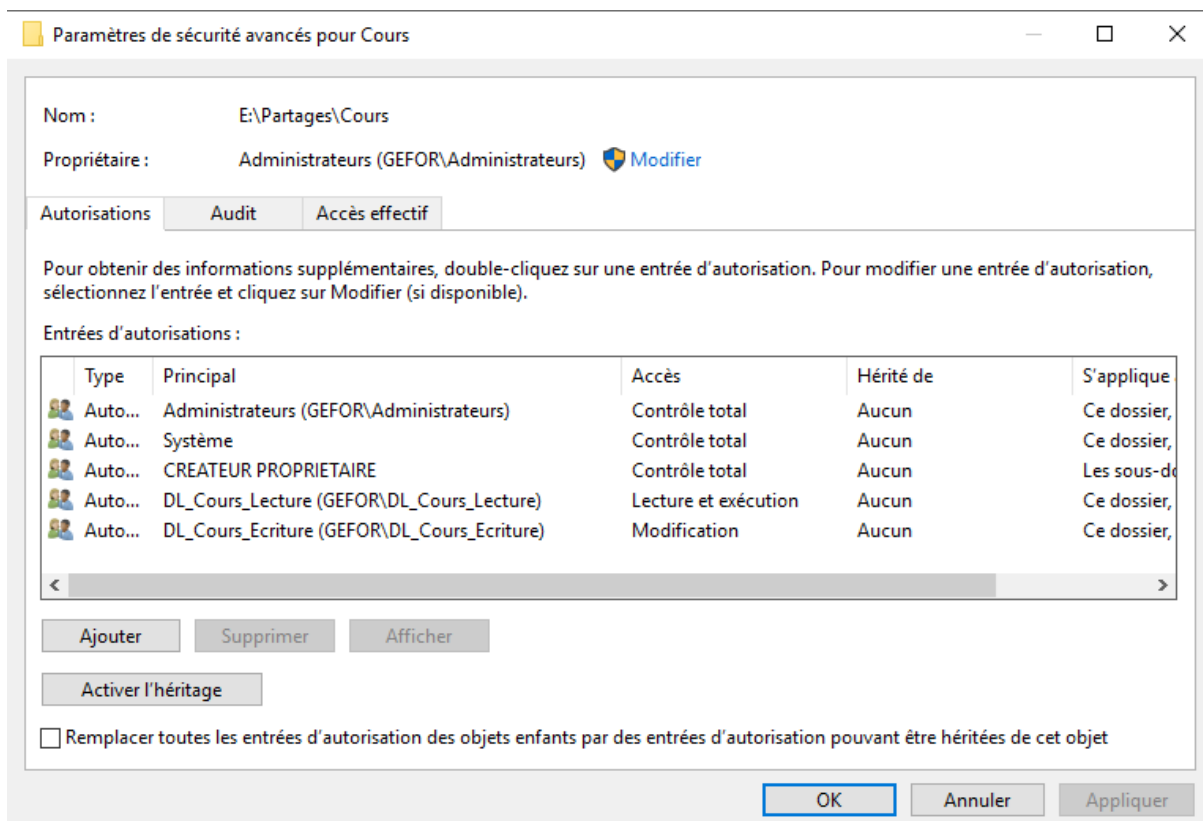 Paramètres de sécurité avancés pour Cours
Nom : E:\Partages\Cours
Propriétaire : Administrateurs (GEFOR\Administrateurs) Modifier
Autorisations Audit Accès effectif
Pour obtenir des informations supplémentaires, double-cliquez sur une entrée d'autorisation. Pour modifier une entrée d'autorisation,
sélectionnez l'entrée et cliquez sur Modifier (si disponible).
Entrées d'autorisations :
Type Principal Accès Hérité de S'applique
Auto... Administrateurs (GEFOR\Administrateurs) Contrôle total Aucun Ce dossier,
Auto... Système Contrôle total Aucun Ce dossier,
Auto... CREATEUR PROPRIETAIRE Contrôle total Aucun Les sous-do
Auto... DL_Cours_Lecture (GEFOR\DL_Cours_Lecture) Lecture et exécution Aucun Ce dossier,
Auto... DL_Cours_Ecriture (GEFOR\DL_Cours_Ecriture) Modification Aucun Ce dossier,
Ajouter Supprimer Afficher
Activer l'héritage
Remplacer toutes les entrées d'autorisation des objets enfants par des entrées d'autorisation pouvant être héritées de cet objet
OK Annuler Appliquer